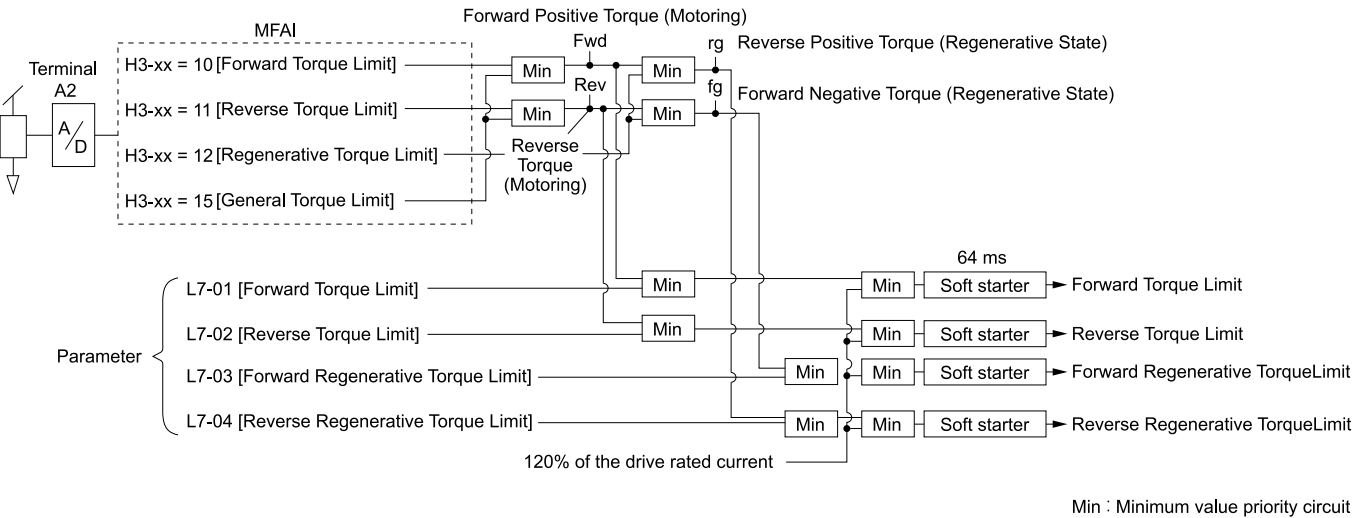 Forward Positive Torque (Motoring)
MFAI
Fwd
rg
Reverse Positive Torque (Regenerative State)
Terminal
A2
A/D
H3-xx = 10 [Forward Torque Limit]
Min
Min
Rev
fg
Forward Negative Torque (Regenerative State)
H3-xx = 11 [Reverse Torque Limit]
Min
Min
Reverse
Torque
(Motoring)
H3-xx = 12 [Regenerative Torque Limit]
H3-xx = 15 [General Torque Limit]
64 ms
Parameter
L7-01 [Forward Torque Limit]
Min
Min
Soft starter
Forward Torque Limit
L7-02 [Reverse Torque Limit]
Min
Min
Soft starter
Reverse Torque Limit
L7-03 [Forward Regenerative Torque Limit]
Min
Min
Soft starter
Forward Regenerative TorqueLimit
L7-04 [Reverse Regenerative Torque Limit]
Min
Min
Soft starter
Reverse Regenerative TorqueLimit
120% of the drive rated current
Min : Minimum value priority circuit